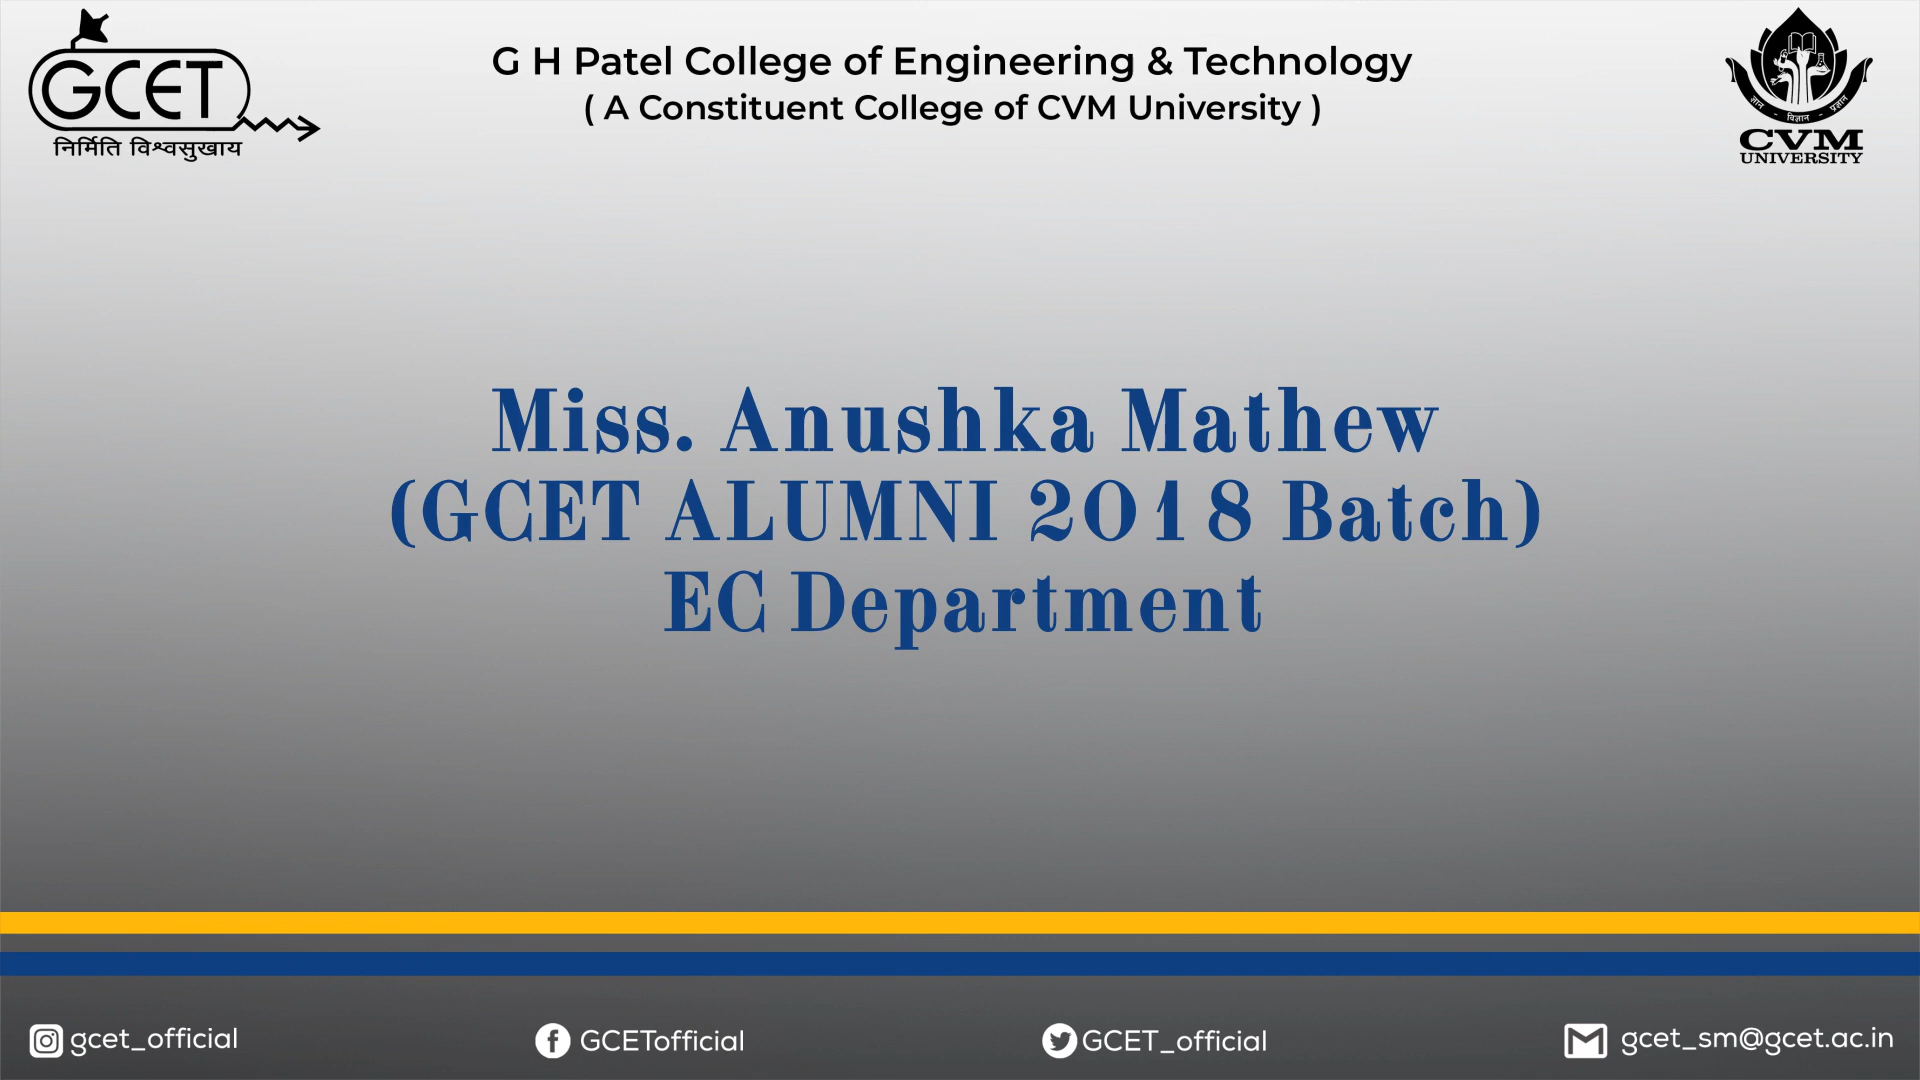 GCET
निर्मिति विश्वसुखाय
G H Patel College of Engineering & Technology
( A Constituent College of CVM University )
ज्ञान - विज्ञान - प्रज्ञान
CVM
UNIVERSITY
Miss. Anushka Mathew
(GCET ALUMNI 2018 Batch)
EC Department
gcet_official
GCETofficial
GCET_official
gcet_sm@gcet.ac.in